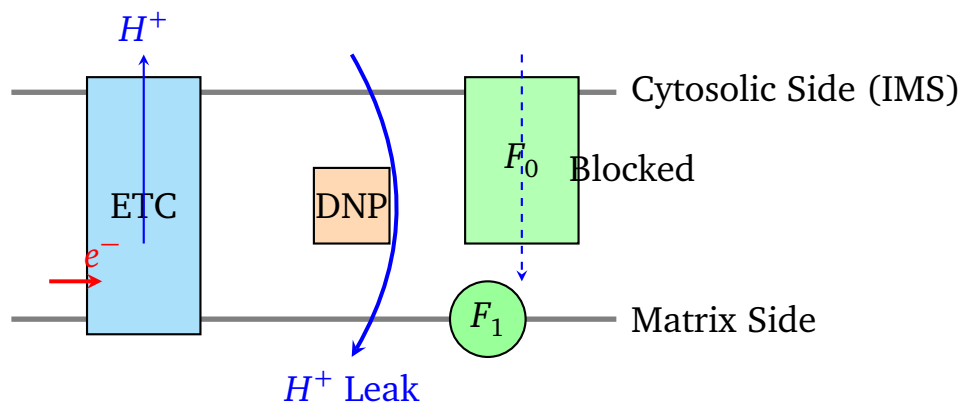 H⁺
Cytosolic Side (IMS)
F₀
Blocked
ETC
DNP
e⁻
F₁
Matrix Side
H⁺ Leak